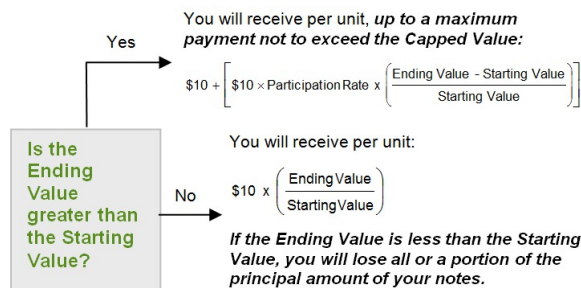 Yes
You will receive per unit, up to a maximum
payment not to exceed the Capped Value:
$10 + [ $10 × Participation Rate x ( Ending Value - Starting Value / Starting Value ) ]
Is the
Ending
Value
greater than
the Starting
Value?
No
You will receive per unit:
$10 x ( Ending Value / Starting Value )
If the Ending Value is less than the Starting
Value, you will lose all or a portion of the
principal amount of your notes.